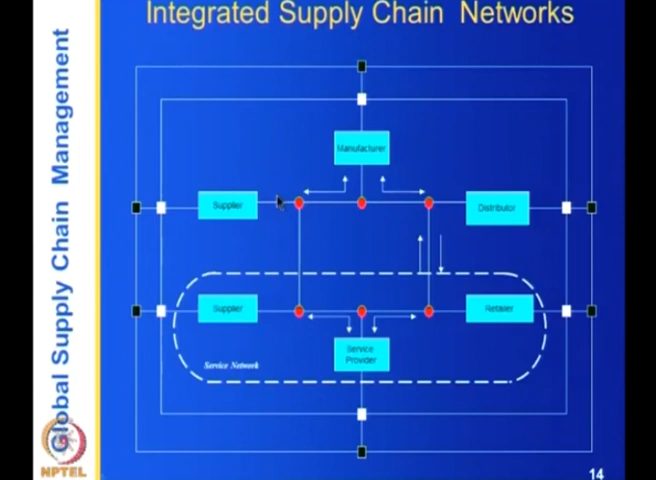 Integrated Supply Chain Networks
Global Supply Chain Management
Manufacturer
Supplier
Distributor
Supplier
Retailer
Service
Provider
Service Network
NPTEL
14